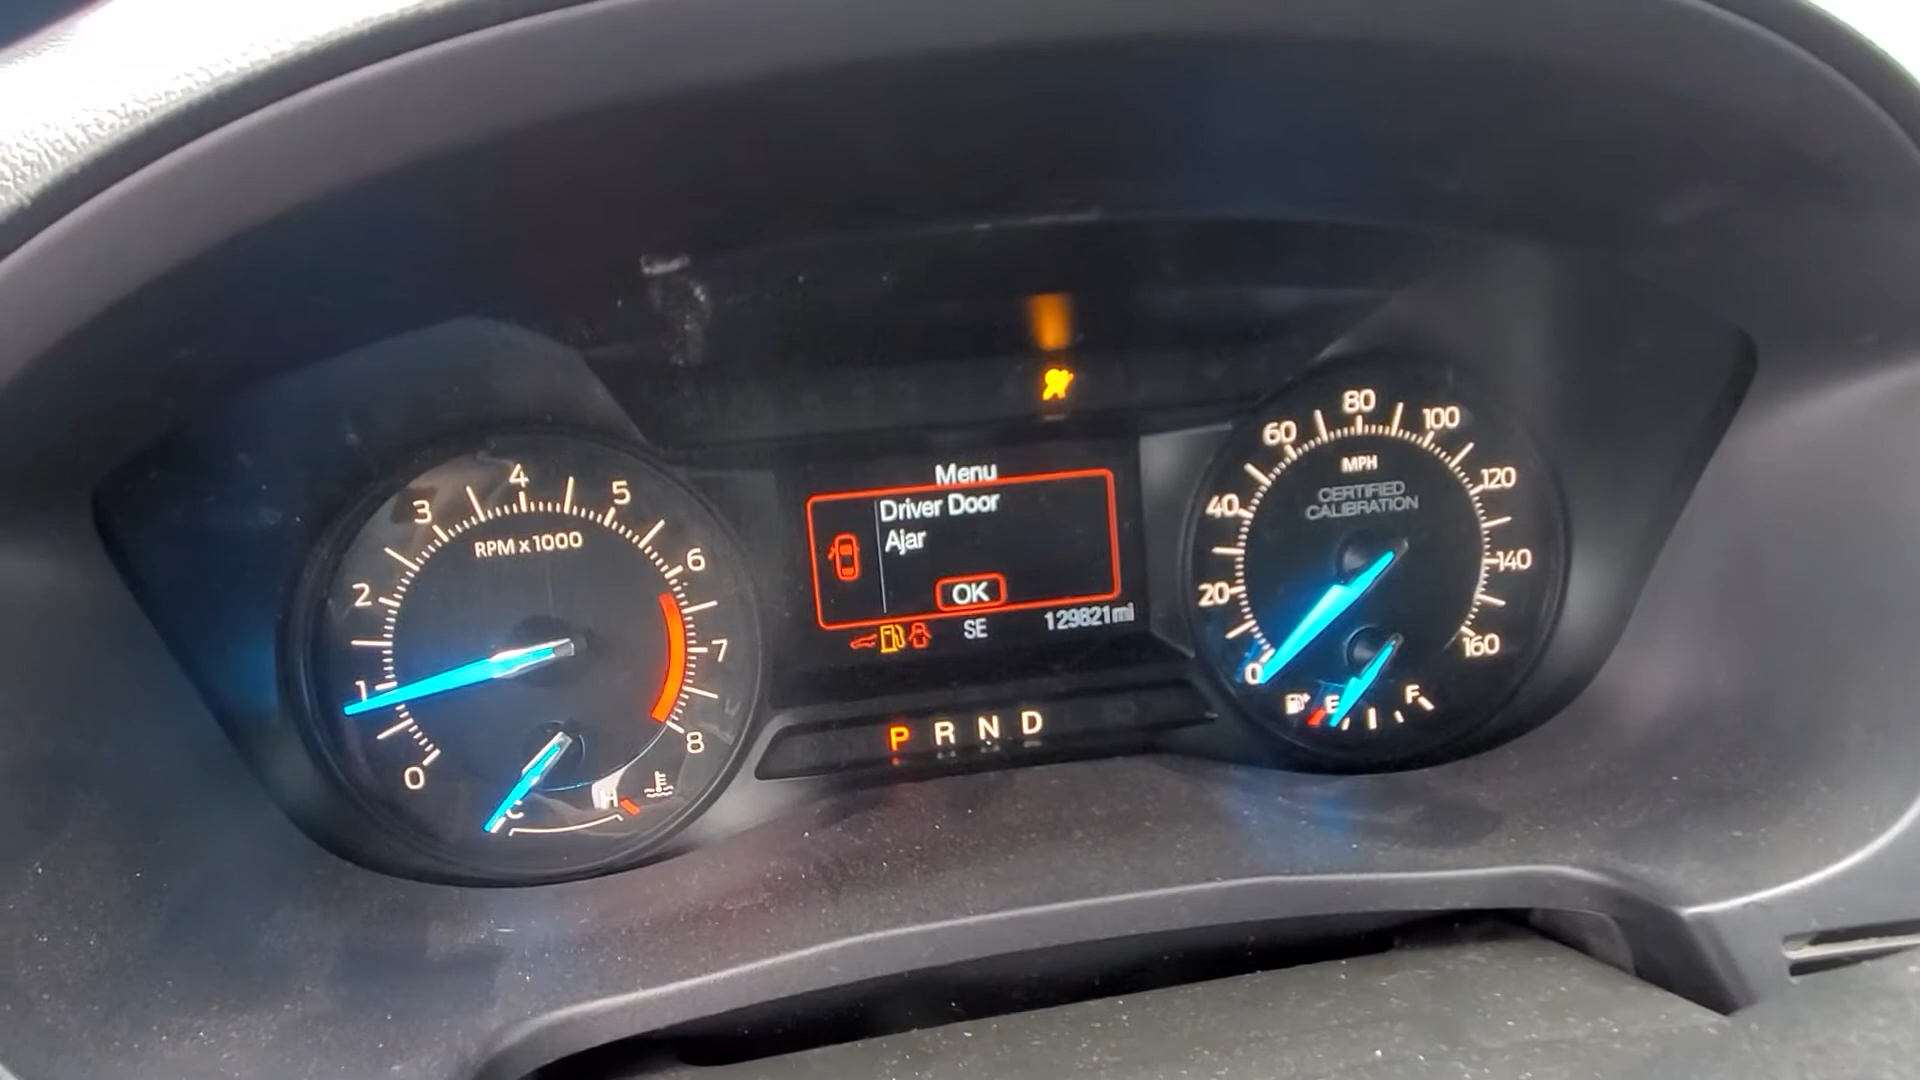 0
1
2
3
4
5
6
7
8
RPM x 1000
C
H
Menu
Driver Door
Ajar
OK
SE
129821mi
P R N D
0
20
40
60
80
100
120
140
160
MPH
CERTIFIED
CALIBRATION
E
F